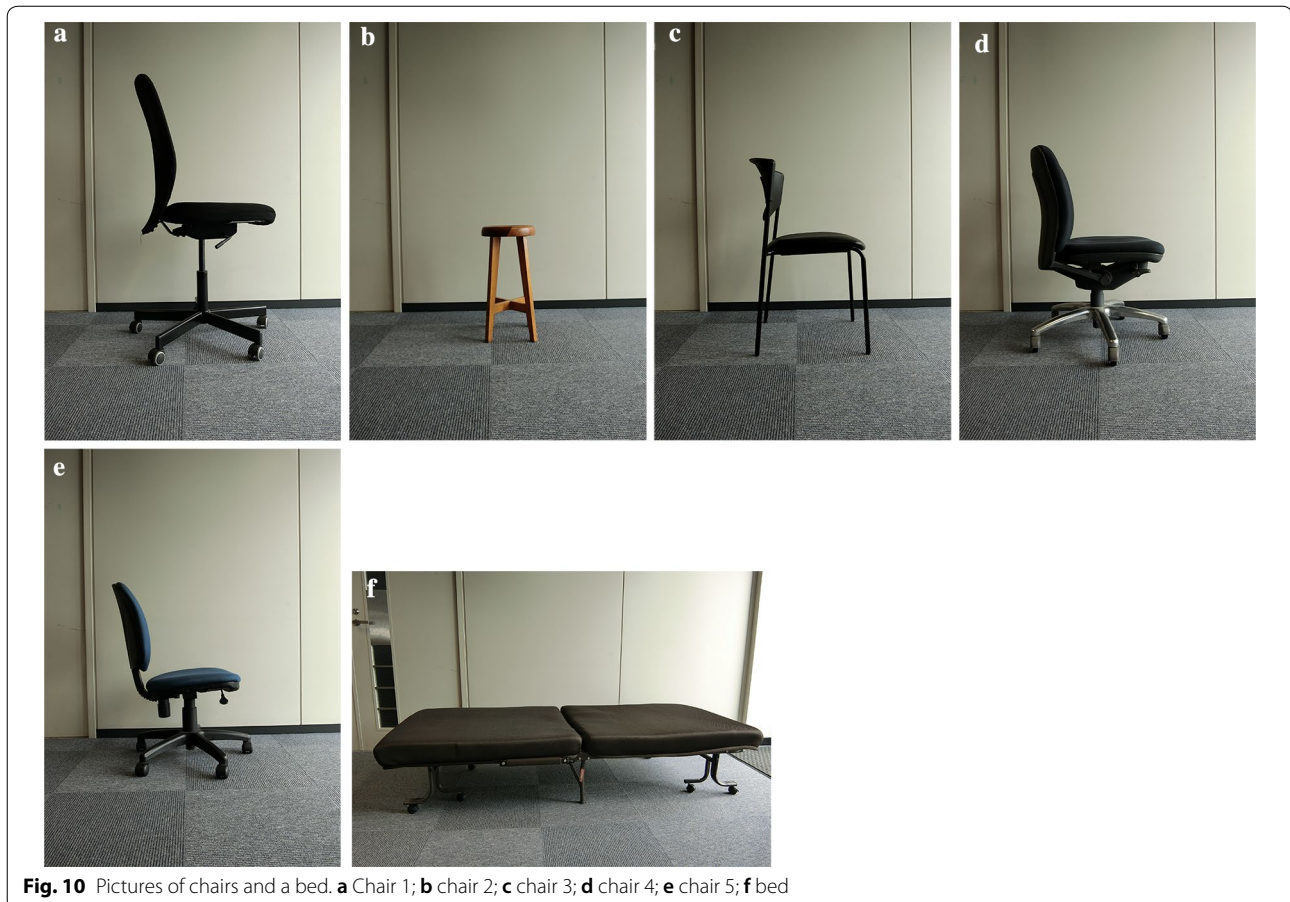 a
b
c
d
e
f
Fig. 10 Pictures of chairs and a bed. a Chair 1; b chair 2; c chair 3; d chair 4; e chair 5; f bed